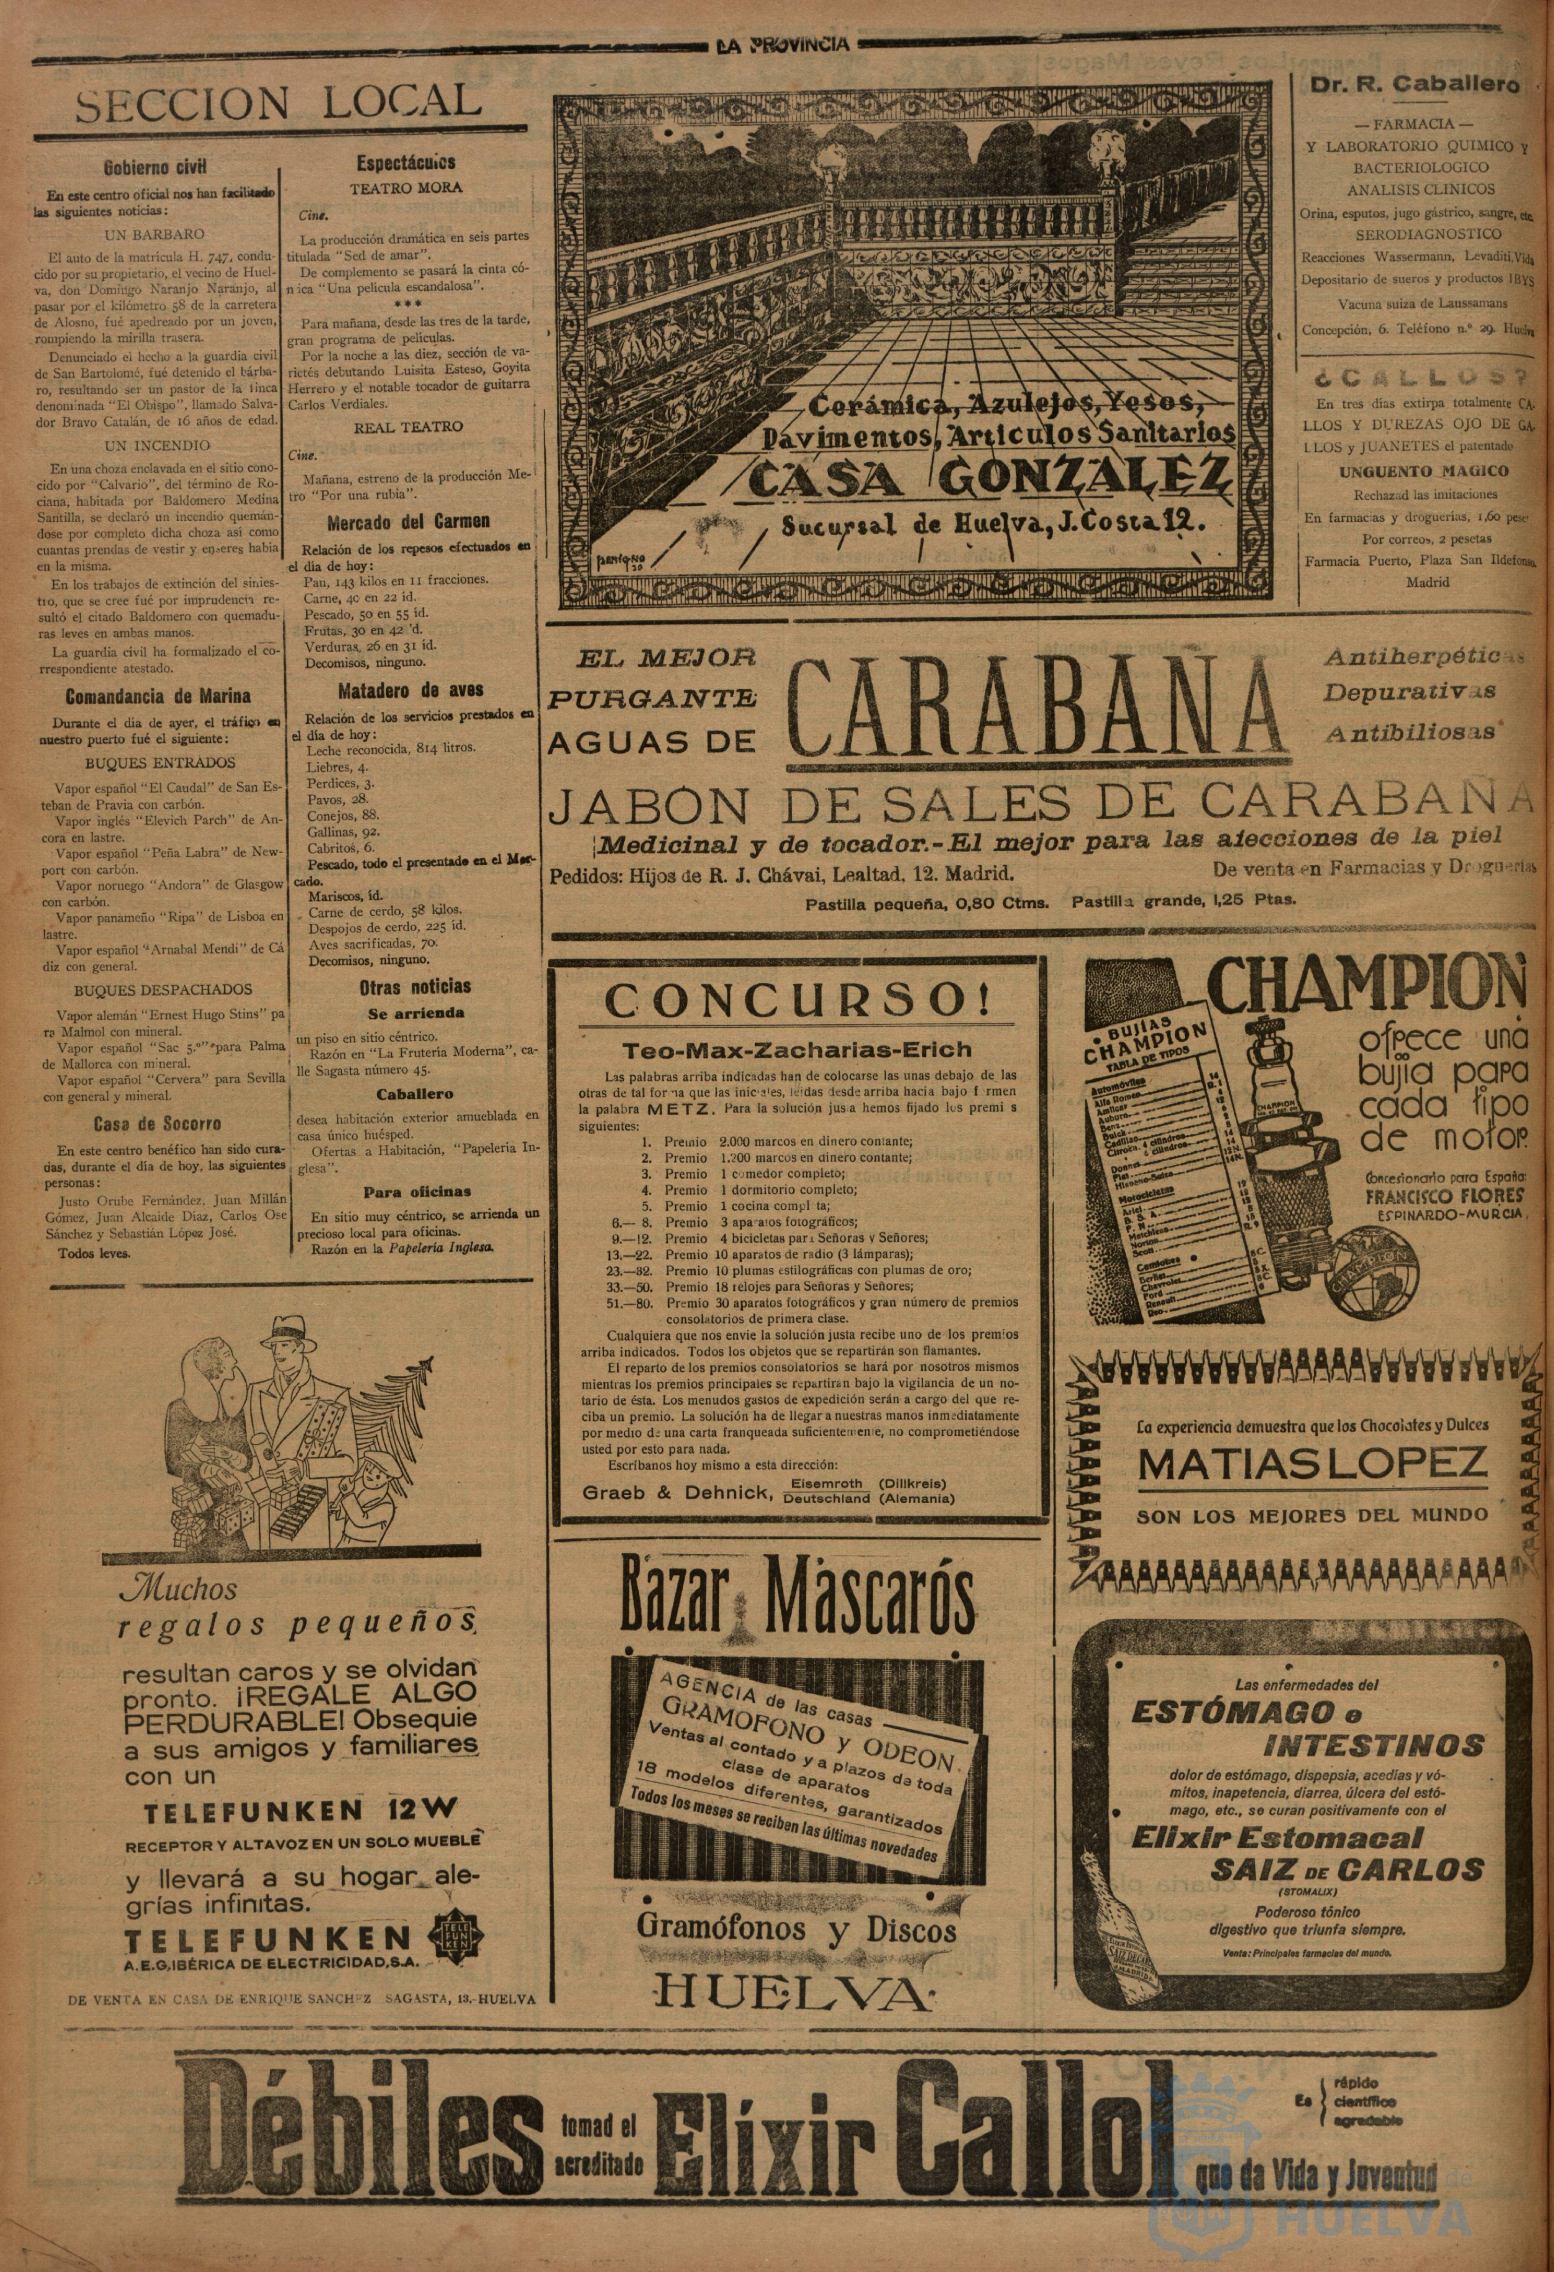 LA PROVINCIA
SECCION LOCAL
Gobierno civil
En este centro oficial nos han facilitado
las siguientes noticias:
UN BARBARO
El auto de la matrícula H. 747, condu-
cido por su propietario, el vecino de Huel-
va, don Domingo Naranjo Naranjo, al
pasar por el kilómetro 58 de la carretera
de Alosno, fué apedreado por un joven,
rompiendo la mirilla trasera.
Denunciado el hecho a la guardia civil
de San Bartolomé, fué detenido el bárba-
ro, resultando ser un pastor de la finca
denominada "El Obispo", llamado Salva-
dor Bravo Catalán, de 16 años de edad.
UN INCENDIO
En una choza enclavada en el sitio cono-
cido por "Calvario", del término de Ro-
ciana, habitada por Baldomero Medina
Santilla, se declaró un incendio quemán-
dose por completo dicha choza así como
cuantas prendas de vestir y enseres habia
en la misma.
En los trabajos de extinción del sinies-
tro, que se cree fué por imprudencia re-
sultó el citado Baldomero con quemadu-
ras leves en ambas manos.
La guardia civil ha formalizado el co-
rrespondiente atestado.
Comandancia de Marina
Durante el dia de ayer, el tráfico en
nuestro puerto fué el siguiente:
BUQUES ENTRADOS
Vapor español "El Caudal" de San Es-
teban de Pravia con carbón.
Vapor inglés "Elevich Parch" de An-
cora en lastre.
Vapor español "Peña Labra" de New-
port con carbón.
Vapor noruego "Andora" de Glasgow
con carbón.
Vapor panameño "Ripa" de Lisboa en
lastre.
Vapor español "Arnabal Mendi" de Cá
diz con general.
BUQUES DESPACHADOS
Vapor alemán "Ernest Hugo Stins" pa
ra Malmol con mineral.
Vapor español "Sac 5.º" para Palma
de Mallorca con mineral.
Vapor español "Cervera" para Sevilla
con general y mineral.
Casa de Socorro
En este centro benéfico han sido cura-
das, durante el día de hoy, las siguientes
personas:
Justo Orube Fernández, Juan Millán
Gómez, Juan Alcaide Díaz, Carlos Ose
Sánchez y Sebastián López José.
Todos leves.
Espectáculos
TEATRO MORA
Cine.
La producción dramática en seis partes
titulada "Sed de amar".
De complemento se pasará la cinta có-
nica "Una película escandalosa".
***
Para mañana, desde las tres de la tarde,
gran programa de películas.
Por la noche a las diez, sección de va-
rictés debutando Luisita Esteso, Goyita
Herrero y el notable tocador de guitarra
Carlos Verdiales.
REAL TEATRO
Cine.
Mañana, estreno de la producción Me-
tro "Por una rubia".
Mercado del Carmen
Relación de los repesos efectuados en
el día de hoy:
Pan, 143 kilos en 11 fracciones.
Carne, 40 en 22 id.
Pescado, 50 en 55 íd.
Frutas, 30 en 42 'd.
Verduras, 26 en 31 íd.
Decomisos, ninguno.
Matadero de aves
Relación de los servicios prestados en
el día de hoy:
Leche reconocida, 814 litros.
Liebres, 4.
Perdices, 3.
Pavos, 28.
Conejos, 88.
Gallinas, 92.
Cabritos, 6.
Pescado, todo el presentado en el Mer-
cado.
Mariscos, íd.
Carne de cerdo, 58 kilos.
Despojos de cerdo, 225 id.
Aves sacrificadas, 70.
Decomisos, ninguno.
Otras noticias
Se arrienda
un piso en sitio céntrico.
Razón en "La Frutería Moderna", ca-
lle Sagasta número 45.
Caballero
desea habitación exterior amueblada en
casa único huésped.
Ofertas a Habitación, "Papelería In-
glesa".
Para oficinas
En sitio muy céntrico, se arrienda un
precioso local para oficinas.
Razón en la Papelería Inglesa.
Cerámica, Azulejos, Yesos,
Pavimentos, Articulos Sanitarios
CASA GONZALEZ
Sucursal de Huelva, J. Costa 12.
Dr. R. Caballero
— FARMACIA —
Y LABORATORIO QUIMICO y
BACTERIOLOGICO
ANALISIS CLINICOS
Orina, esputos, jugo gástrico, sangre, etc.
SERODIAGNOSTICO
Reacciones Wassermann, Levaditi, Vida
Depositario de sueros y productos IBYS
Vacuna suiza de Laussamans
Concepción, 6. Teléfono n.º 29. Huelva
¿CALLOS?
En tres días extirpa totalmente CA-
LLOS Y DUREZAS OJO DE GA-
LLOS y JUANETES el patentado
UNGUENTO MAGICO
Rechazad las imitaciones
En farmacias y droguerías, 1,60 peset
Por correos, 2 pesetas
Farmacia Puerto, Plaza San Ildefonso.
Madrid
EL MEJOR
PURGANTE
AGUAS DE
CARABANA
Antiherpéticas
Depurativas
Antibiliosas
JABÓN DE SALES DE CARABAÑA
¡Medicinal y de tocador.- El mejor para las afecciones de la piel
Pedidos: Hijos de R. J. Chávai, Lealtad, 12. Madrid.
De venta en Farmacias y Droguerías
Pastilla pequeña, 0,80 Ctms. Pastilla grande, 1,25 Ptas.
CONCURSO!
Teo-Max-Zacharias-Erich
Las palabras arriba indicadas han de colocarse las unas debajo de las
otras de tal forma que las iniciales, leídas desde arriba hacia bajo f rmen
la palabra METZ. Para la solución justa hemos fijado los premi s
siguientes:
1. Premio 2.000 marcos en dinero contante;
2. Premio 1.200 marcos en dinero contante;
3. Premio 1 comedor completo;
4. Premio 1 dormitorio completo;
5. Premio 1 cocina compl ta;
6.— 8. Premio 3 aparatos fotográficos;
9.—12. Premio 4 bicicletas para Señoras y Señores;
13.—22. Premio 10 aparatos de radio (3 lámparas);
23.—32. Premio 10 plumas estilográficas con plumas de oro;
33.—50. Premio 18 relojes para Señoras y Señores;
51.—80. Premio 30 aparatos fotográficos y gran número de premios
consolatorios de primera clase.
Cualquiera que nos envie la solución justa recibe uno de los premios
arriba indicados. Todos los objetos que se repartirán son flamantes.
El reparto de los premios consolatorios se hará por nosotros mismos
mientras los premios principales se repartirán bajo la vigilancia de un no-
tario de ésta. Los menudos gastos de expedición serán a cargo del que re-
ciba un premio. La solución ha de llegar a nuestras manos inmediatamente
por medio de una carta franqueada suficientemente, no comprometiéndose
usted por esto para nada.
Escríbanos hoy mismo a esta dirección:
Graeb & Dehnick, Eisemroth (Dillkreis)
Deutschland (Alemania)
CHAMPION
ofrece una
bujia para
cada tipo
de motor.
Concesionario para España:
FRANCISCO FLORES
ESPINARDO-MURCIA.
BUJÍAS
CHAMPION
TABLA DE TIPOS
Automóviles
Alfa Romeo
Amilcar
Auburn
Benz
Buick
Cadillac
Citroën, 4 cilindros
Fiat
Hispano-Suiza
Motocicletas
Ariel
B. S. A.
F. N.
Matchless
Norton
Scott
Camiones
Berliet
Chevrolet
Ford
Renault
Reo
CHAMPION
CHAMPION
La experiencia demuestra que los Chocolates y Dulces
MATIAS LOPEZ
SON LOS MEJORES DEL MUNDO
Muchos
regalos pequeños
resultan caros y se olvidan
pronto. ¡REGALE ALGO
PERDURABLE! Obsequie
a sus amigos y familiares
con un
TELEFUNKEN 12W
RECEPTOR Y ALTAVOZ EN UN SOLO MUEBLE
y llevará a su hogar ale-
grías infinitas.
TELEFUNKEN
TELE
FUN
KEN
A.E.G. IBÉRICA DE ELECTRICIDAD, S.A.
DE VENTA EN CASA DE ENRIQUE SANCHEZ SAGASTA, 13.-HUELVA
Bazar Mascarós
AGENCIA de las casas
GRAMOFONO y ODEON
Ventas al contado y a plazos de toda
clase de aparatos
18 modelos diferentes, garantizados
Todos los meses se reciben las últimas novedades
Gramófonos y Discos
HUELVA
Las enfermedades del
ESTÓMAGO e
INTESTINOS
dolor de estómago, dispepsia, acedias y vó-
mitos, inapetencia, diarrea, úlcera del estó-
mago, etc., se curan positivamente con el
Elixir Estomacal
SAIZ DE CARLOS
(STOMALIX)
Poderoso tónico
digestivo que triunfa siempre.
Venta: Principales farmacias del mundo.
Débiles
tomad el
acreditado
Elíxir Callol
Es
rápido
científico
agradable
que da Vida y Juventud
de
HUELVA